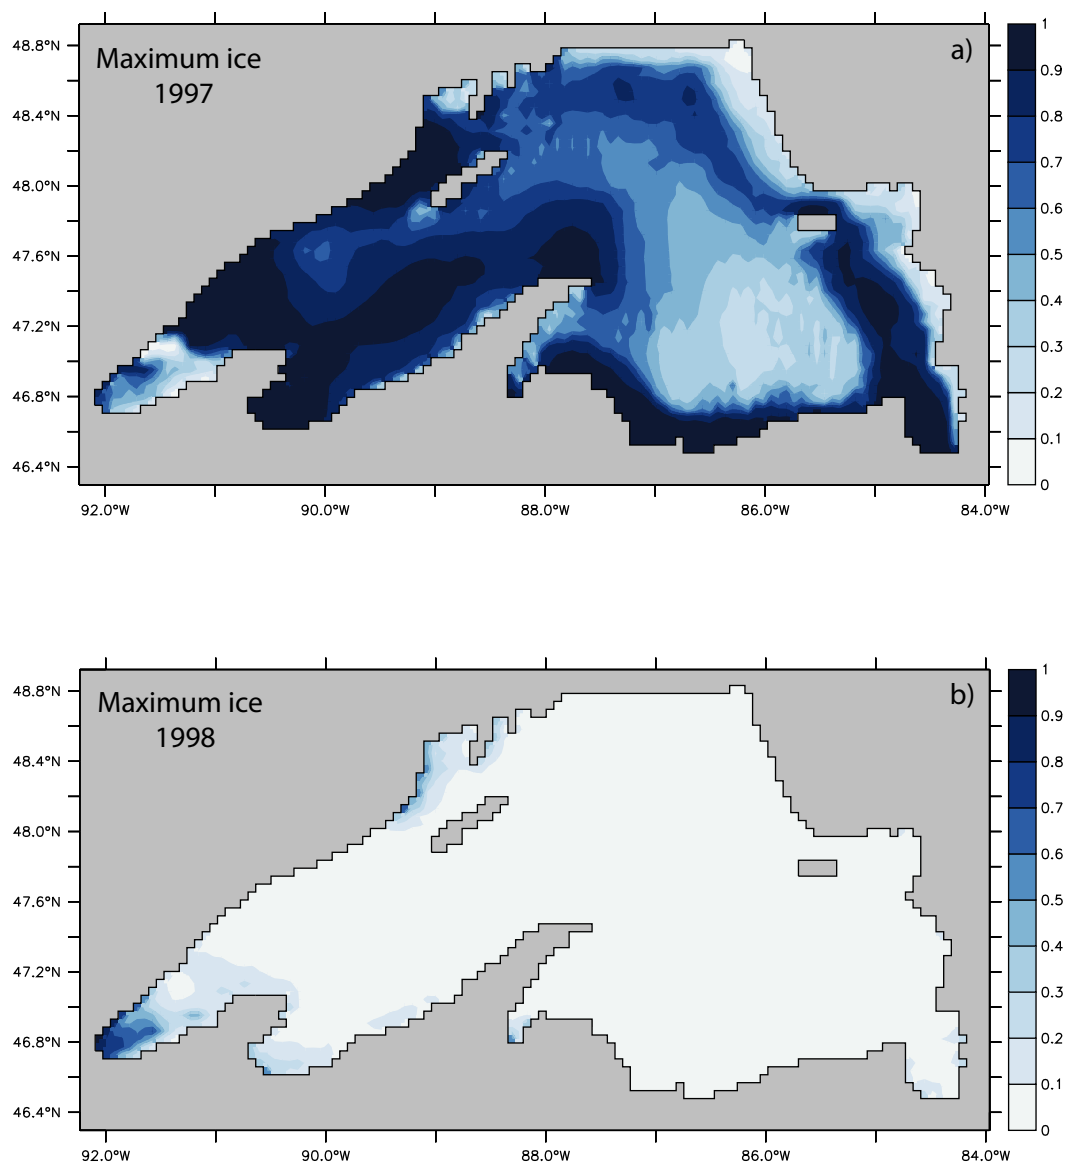 Maximum ice
1997
a)
48.8°N
48.4°N
48.0°N
47.6°N
47.2°N
46.8°N
46.4°N
92.0°W
90.0°W
88.0°W
86.0°W
84.0°W
1
0.9
0.8
0.7
0.6
0.5
0.4
0.3
0.2
0.1
0
Maximum ice
1998
b)
48.8°N
48.4°N
48.0°N
47.6°N
47.2°N
46.8°N
46.4°N
92.0°W
90.0°W
88.0°W
86.0°W
84.0°W
1
0.9
0.8
0.7
0.6
0.5
0.4
0.3
0.2
0.1
0